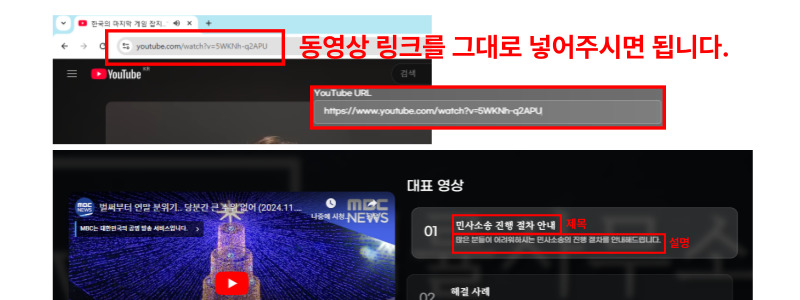 한국의 마지막 게임 잡지..
youtube.com/watch?v=5WKNh-q2APU
동영상 링크를 그대로 넣어주시면 됩니다.
YouTube KR
검색
YouTube URL
https://www.youtube.com/watch?v=5WKNh-q2APU
대표 영상
MBC NEWS
벌써부터 연말 분위기.. 당분간 큰 추위 없어 (2024.11....
나중에 시청
MBC NEWS
MBC는 대한민국의 공영 방송 서비스입니다.
01
민사소송 진행 절차 안내
제목
많은 분들이 어려워하시는 민사소송의 진행 절차를 안내해드립니다.
설명
02
해결 사례